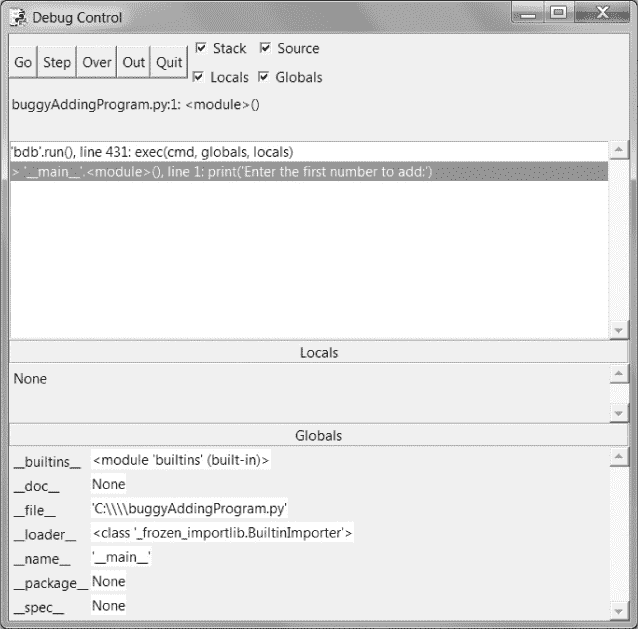 Debug Control
Stack Source
Go Step Over Out Quit
Locals Globals
buggyAddingProgram.py:1: <module>()
'bdb'.run(), line 431: exec(cmd, globals, locals)
> '__main__'.<module>(), line 1: print('Enter the first number to add:')
Locals
None
Globals
__builtins__ <module 'builtins' (built-in)>
__doc__ None
__file__ 'C:\\\\buggyAddingProgram.py'
__loader__ <class '_frozen_importlib.BuiltinImporter'>
__name__ '__main__'
__package__ None
__spec__ None